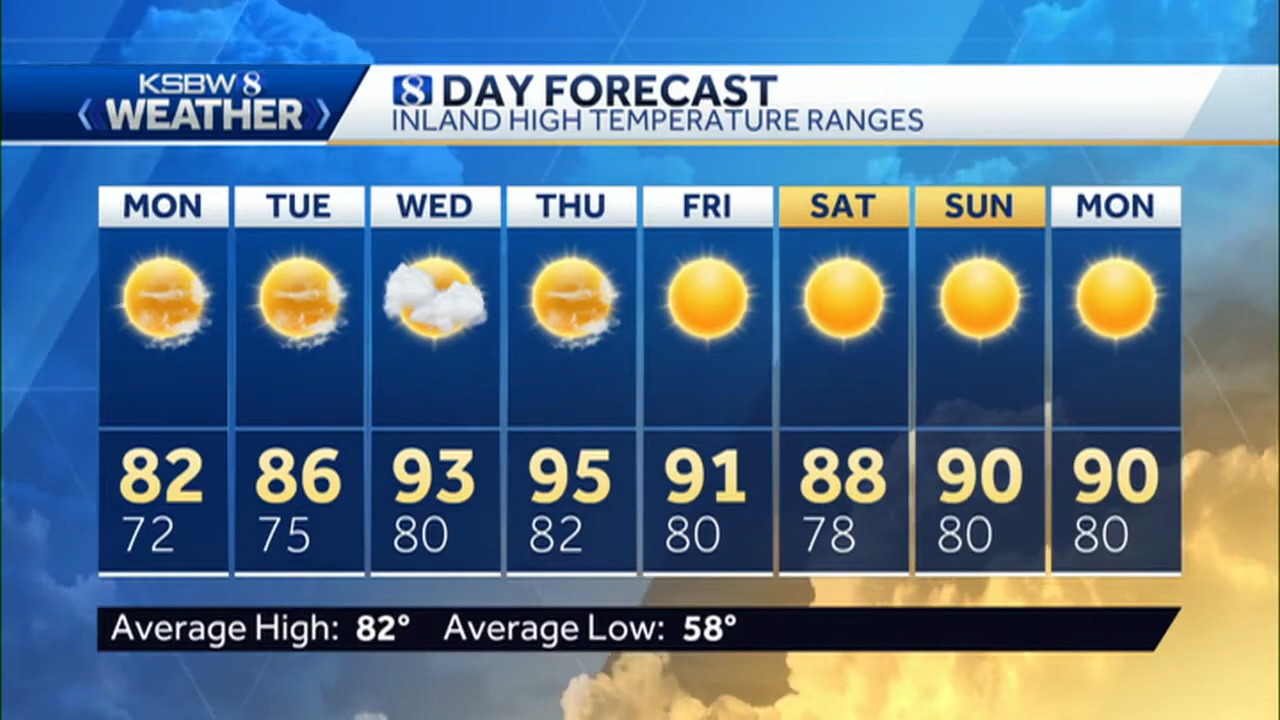 KSBW 8
WEATHER
8 DAY FORECAST
INLAND HIGH TEMPERATURE RANGES
MON TUE WED THU FRI SAT SUN MON
82 86 93 95 91 88 90 90
72 75 80 82 80 78 80 80
Average High: 82° Average Low: 58°